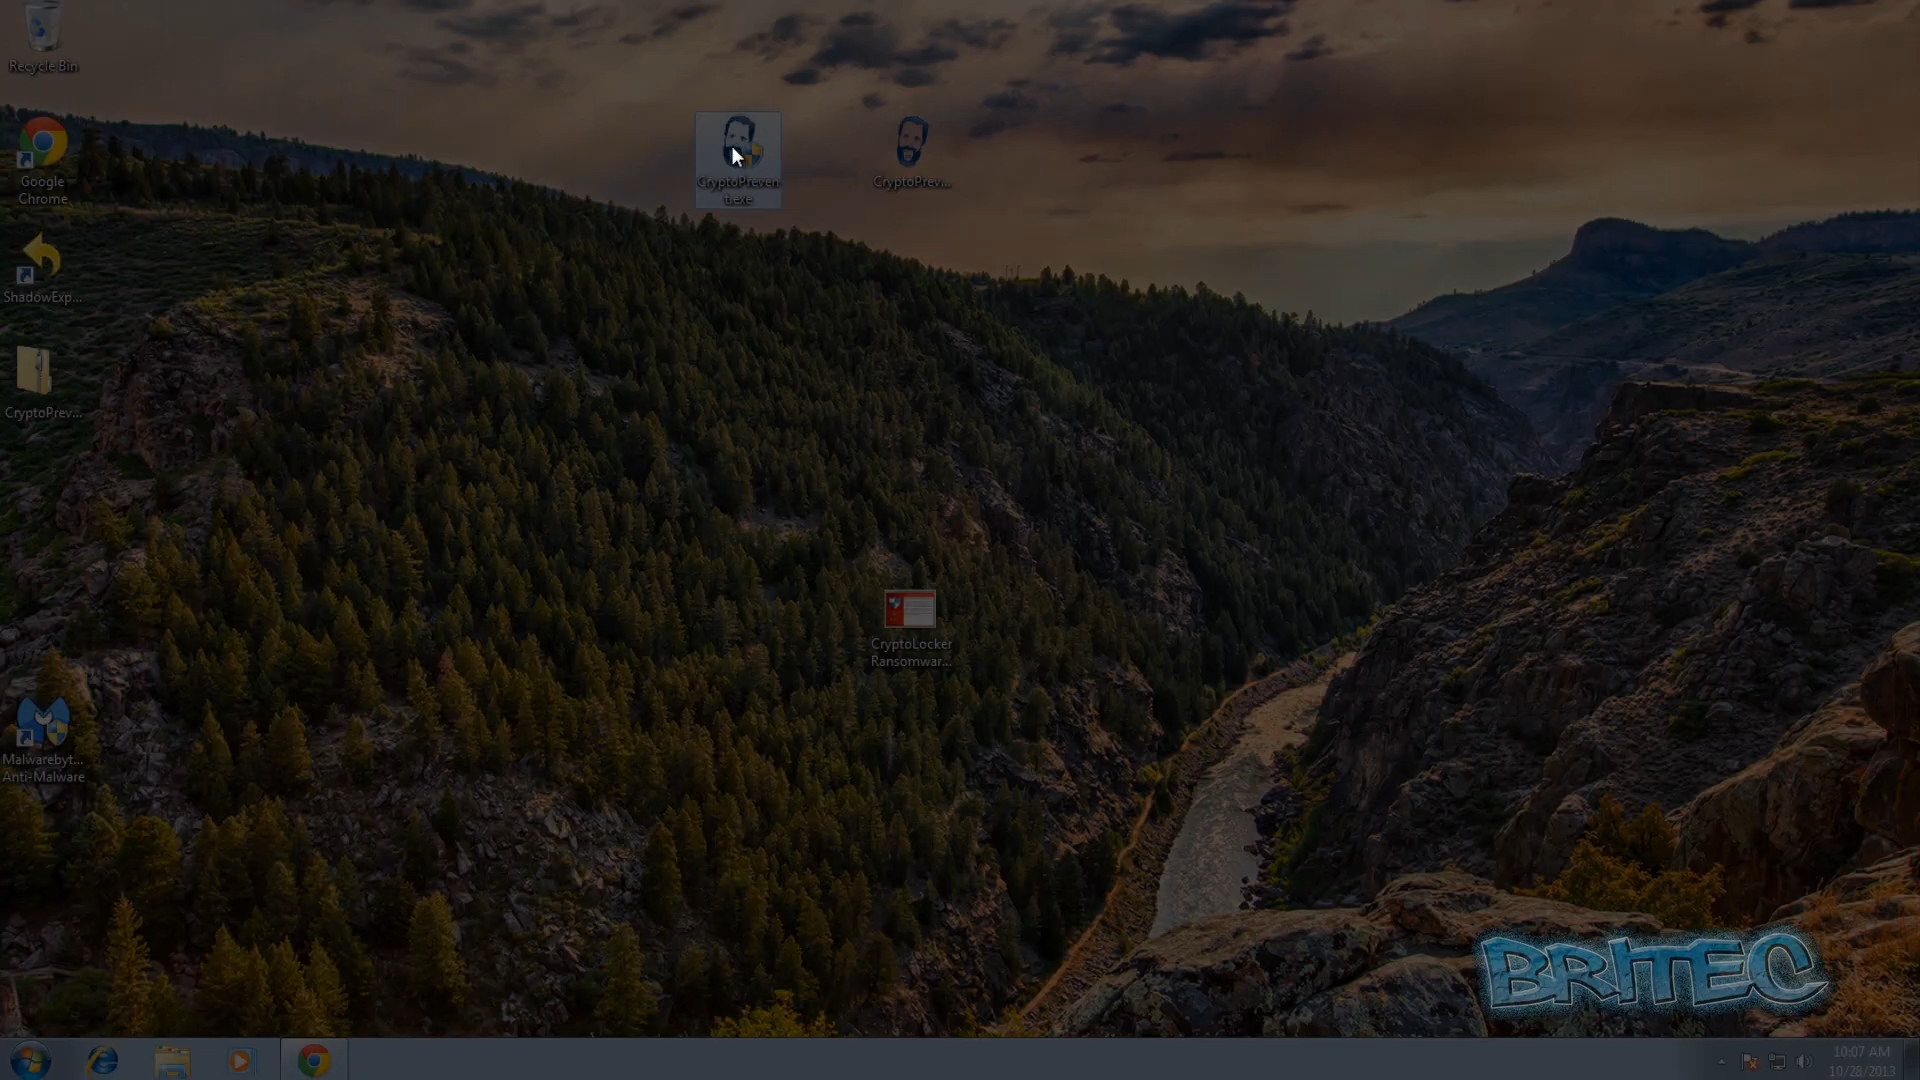 Recycle Bin
Google
Chrome
ShadowExp...
CryptoPrev...
Malwarebyt...
Anti-Malware
CryptoPreven
t.exe
CryptoPrev...
CryptoLocker
Ransomwar...
BRITEC
10:07 AM
10/28/2013